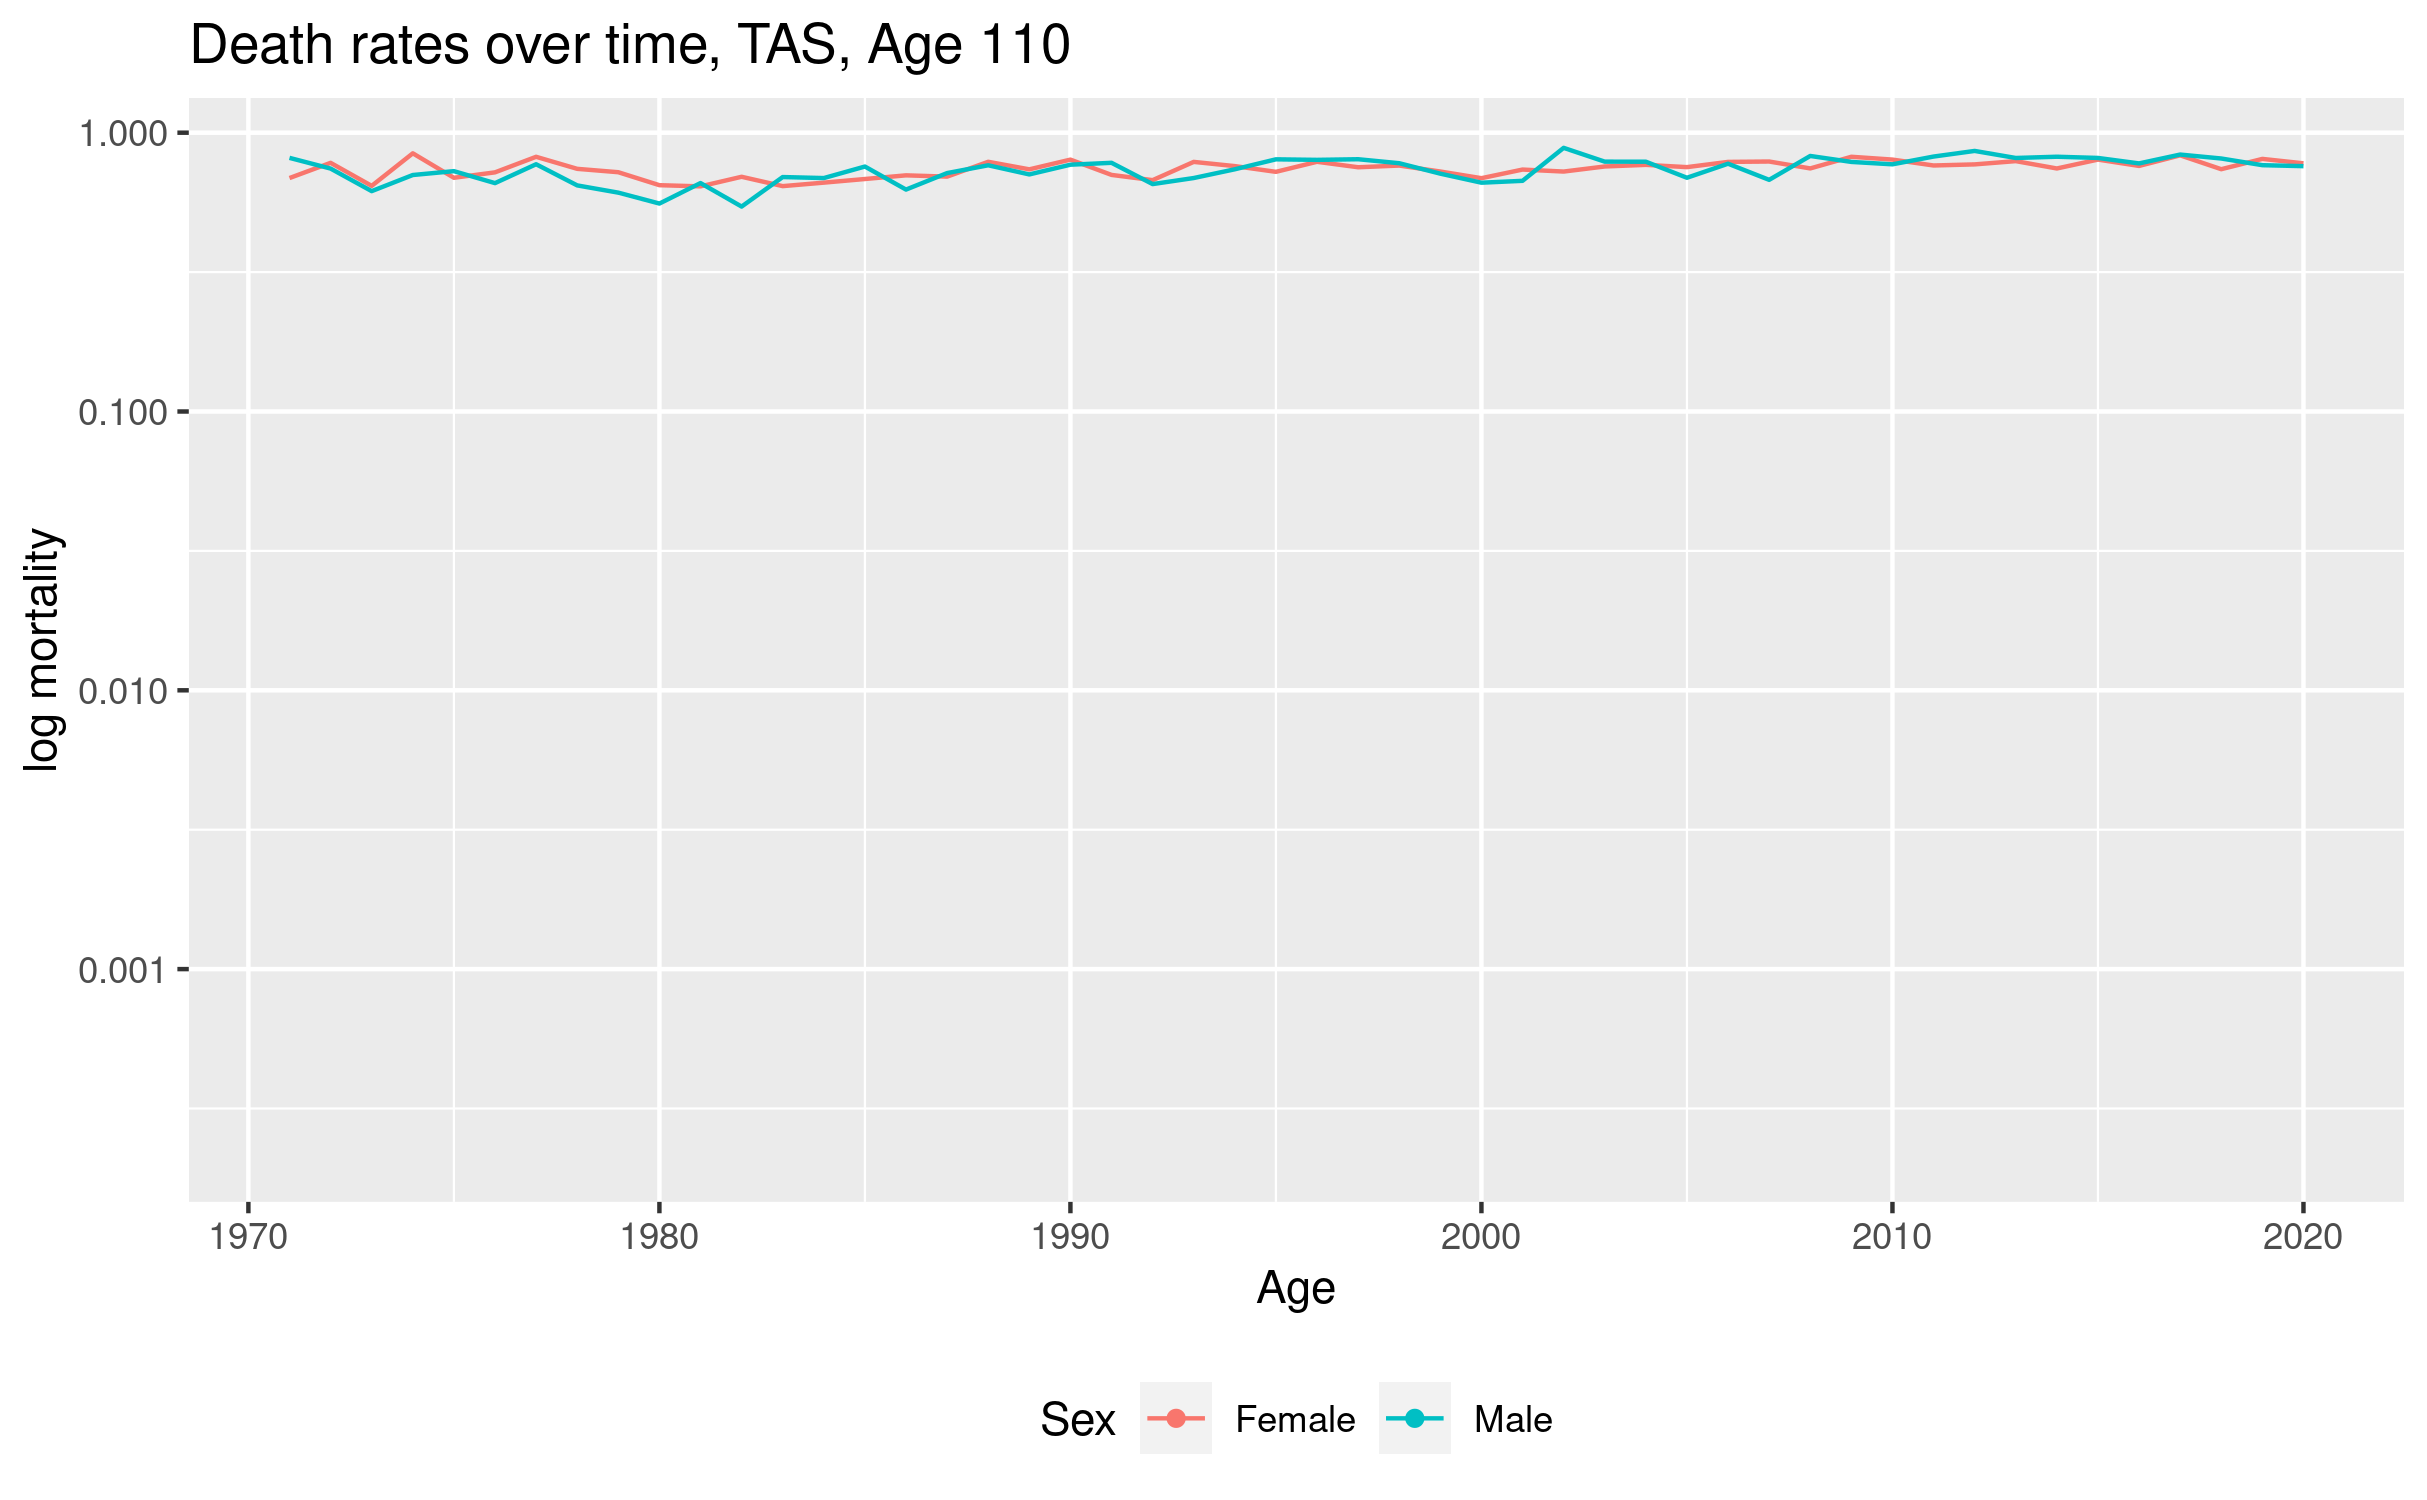 Death rates over time, TAS, Age 110
log mortality
1.000
0.100
0.010
0.001
1970 1980 1990 2000 2010 2020
Age
Sex Female Male